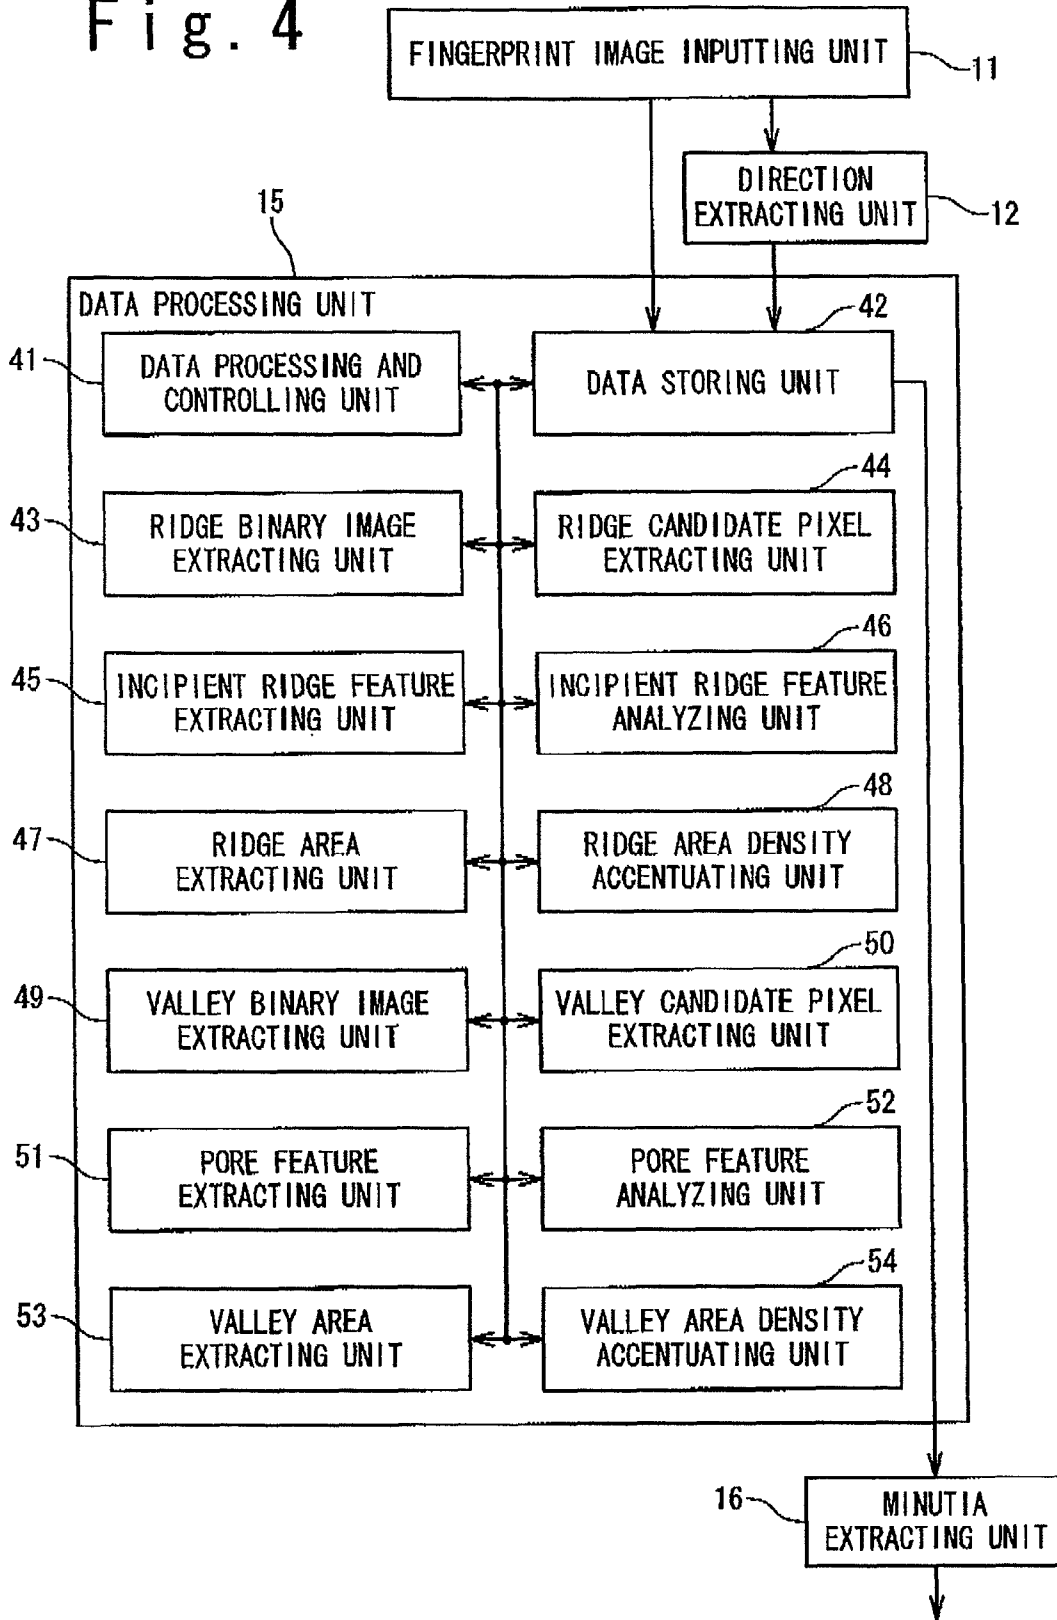 Fig. 4
FINGERPRINT IMAGE INPUTTING UNIT
11
DIRECTION
EXTRACTING UNIT
12
15
DATA PROCESSING UNIT
41
DATA PROCESSING AND
CONTROLLING UNIT
42
DATA STORING UNIT
43
RIDGE BINARY IMAGE
EXTRACTING UNIT
44
RIDGE CANDIDATE PIXEL
EXTRACTING UNIT
45
INCIPIENT RIDGE FEATURE
EXTRACTING UNIT
46
INCIPIENT RIDGE FEATURE
ANALYZING UNIT
47
RIDGE AREA
EXTRACTING UNIT
48
RIDGE AREA DENSITY
ACCENTUATING UNIT
49
VALLEY BINARY IMAGE
EXTRACTING UNIT
50
VALLEY CANDIDATE PIXEL
EXTRACTING UNIT
51
PORE FEATURE
EXTRACTING UNIT
52
PORE FEATURE
ANALYZING UNIT
53
VALLEY AREA
EXTRACTING UNIT
54
VALLEY AREA DENSITY
ACCENTUATING UNIT
16
MINUTIA
EXTRACTING UNIT